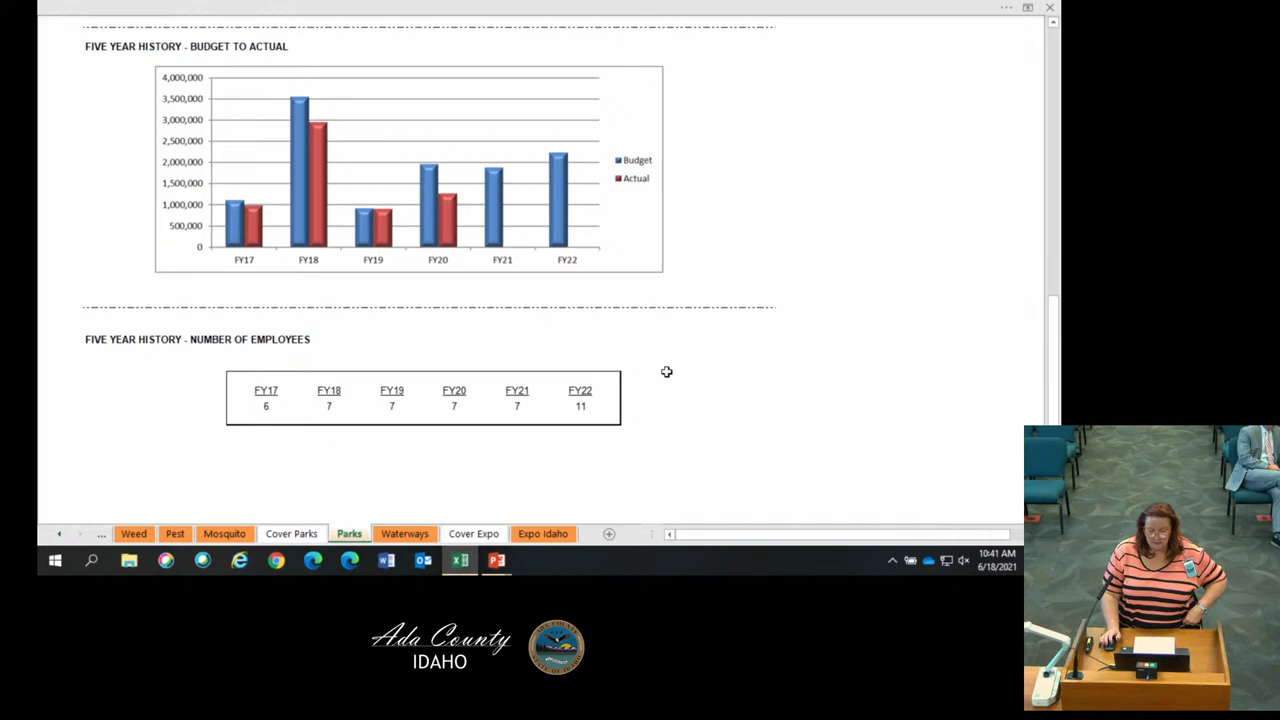 FIVE YEAR HISTORY - BUDGET TO ACTUAL
4,000,000
3,500,000
3,000,000
2,500,000
2,000,000
1,500,000
1,000,000
500,000
0
FY17 FY18 FY19 FY20 FY21 FY22
Budget
Actual
FIVE YEAR HISTORY - NUMBER OF EMPLOYEES
FY17 FY18 FY19 FY20 FY21 FY22
6 7 7 7 7 11
... Weed Pest Mosquito Cover Parks Parks Waterways Cover Expo Expo Idaho
10:41 AM
6/18/2021
Ada County
IDAHO